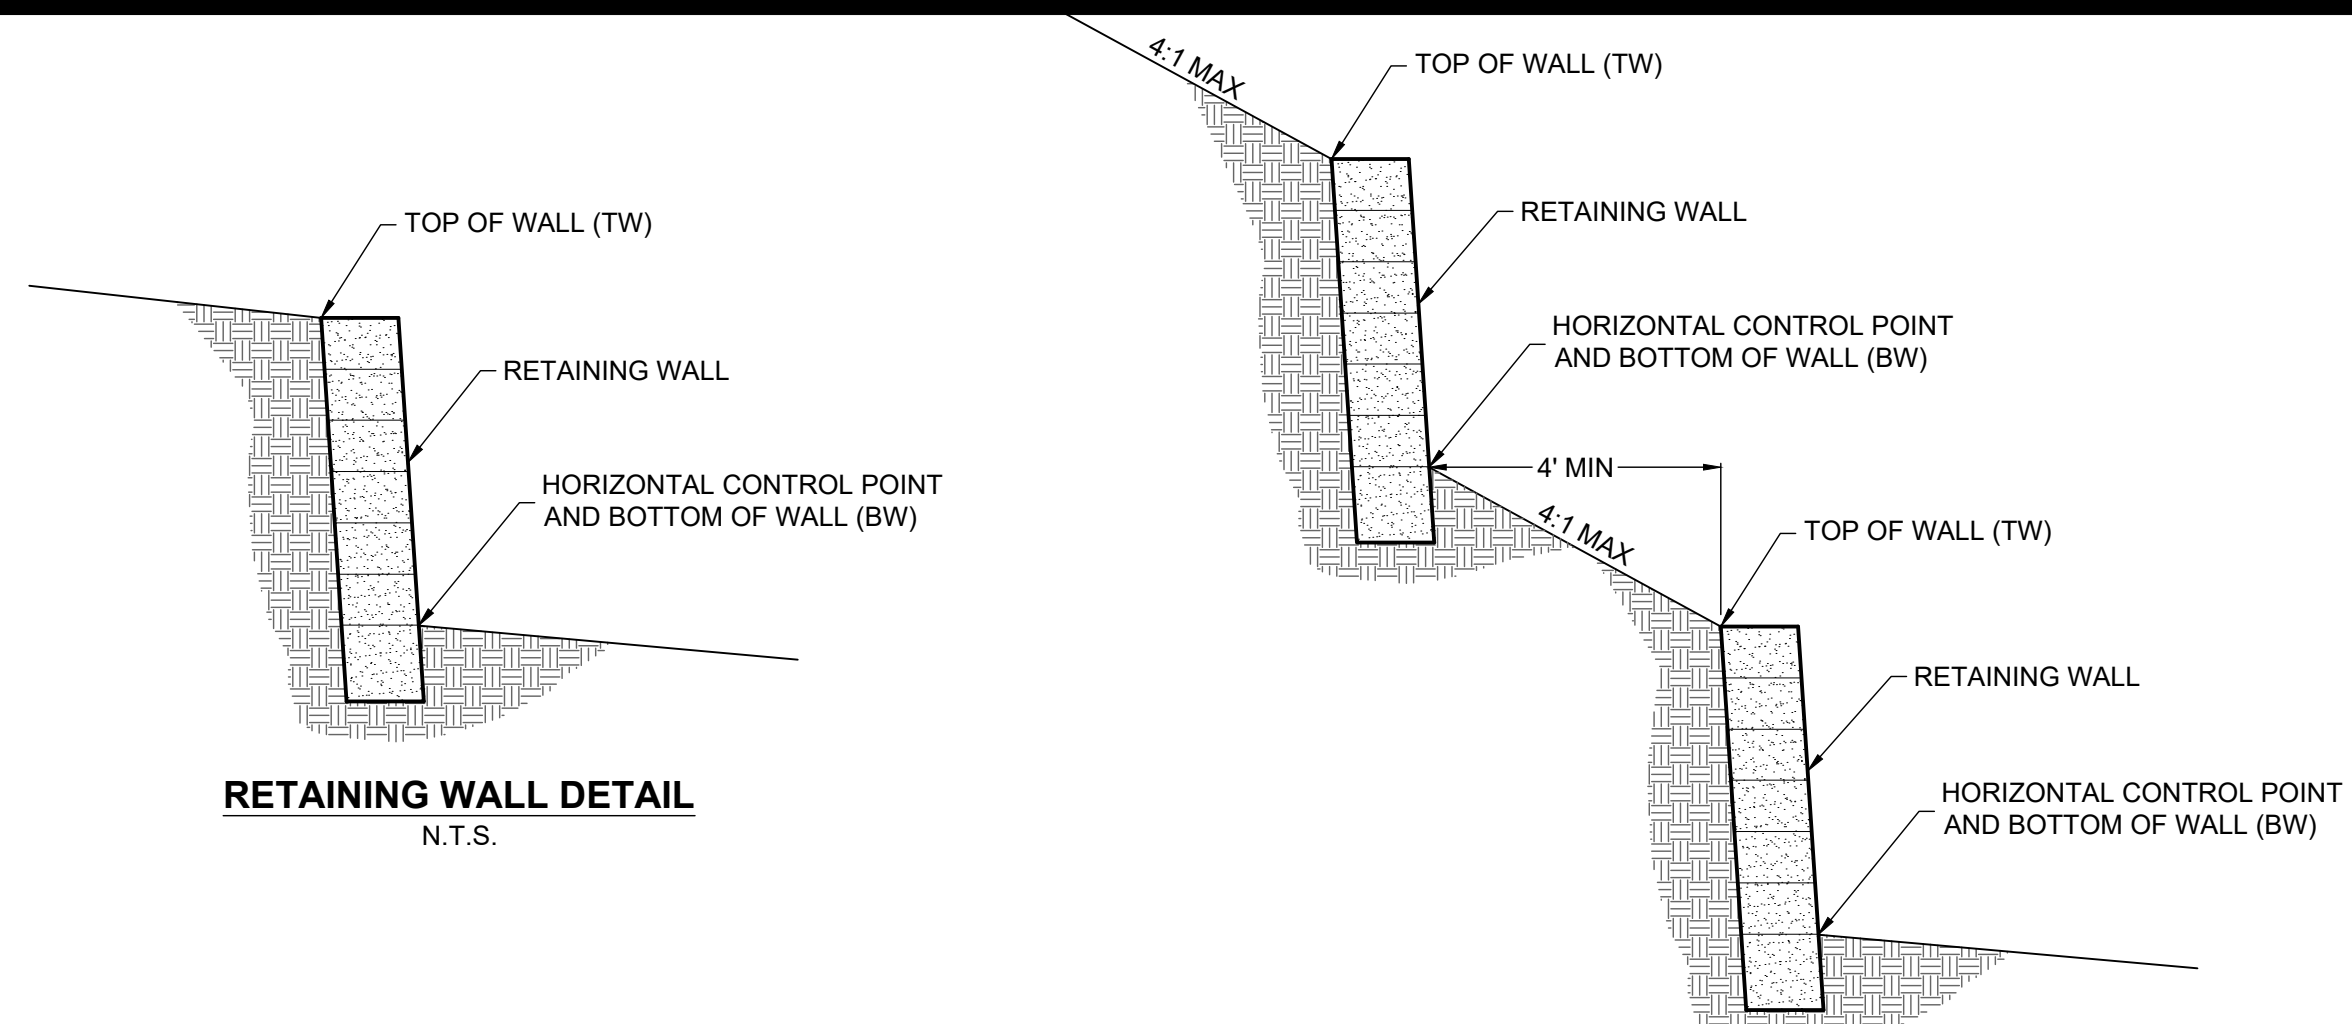 TOP OF WALL (TW)
RETAINING WALL
HORIZONTAL CONTROL POINT
AND BOTTOM OF WALL (BW)
RETAINING WALL DETAIL
N.T.S.
4:1 MAX
TOP OF WALL (TW)
RETAINING WALL
HORIZONTAL CONTROL POINT
AND BOTTOM OF WALL (BW)
4' MIN
4:1 MAX
TOP OF WALL (TW)
RETAINING WALL
HORIZONTAL CONTROL POINT
AND BOTTOM OF WALL (BW)